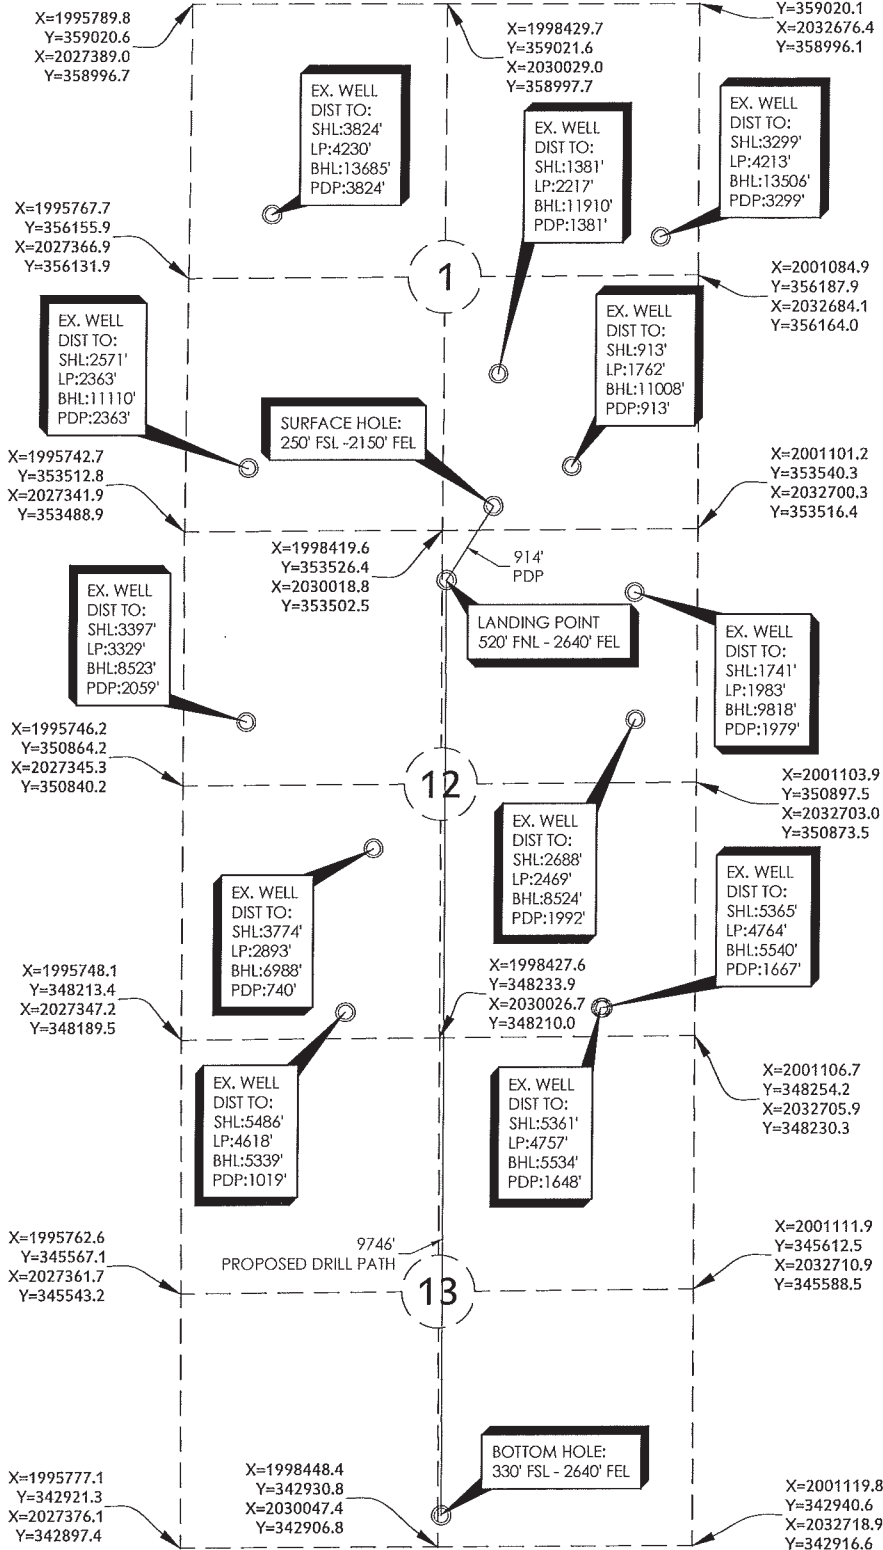 X=1995789.8
Y=359020.6
X=2027389.0
Y=358996.7
X=1998429.7
Y=359021.6
X=2030029.0
Y=358997.7
Y=359020.1
X=2032676.4
Y=358996.1
EX. WELL
DIST TO:
SHL:3824'
LP:4230'
BHL:13685'
PDP:3824'
EX. WELL
DIST TO:
SHL:1381'
LP:2217'
BHL:11910'
PDP:1381'
EX. WELL
DIST TO:
SHL:3299'
LP:4213'
BHL:13506'
PDP:3299'
X=1995767.7
Y=356155.9
X=2027366.9
Y=356131.9
1
X=2001084.9
Y=356187.9
X=2032684.1
Y=356164.0
EX. WELL
DIST TO:
SHL:2571'
LP:2363'
BHL:11110'
PDP:2363'
EX. WELL
DIST TO:
SHL:913'
LP:1762'
BHL:11008'
PDP:913'
SURFACE HOLE:
250' FSL -2150' FEL
X=1995742.7
Y=353512.8
X=2027341.9
Y=353488.9
X=2001101.2
Y=353540.3
X=2032700.3
Y=353516.4
X=1998419.6
Y=353526.4
X=2030018.8
Y=353502.5
914'
PDP
EX. WELL
DIST TO:
SHL:3397'
LP:3329'
BHL:8523'
PDP:2059'
LANDING POINT
520' FNL - 2640' FEL
EX. WELL
DIST TO:
SHL:1741'
LP:1983'
BHL:9818'
PDP:1979'
X=1995746.2
Y=350864.2
X=2027345.3
Y=350840.2
12
X=2001103.9
Y=350897.5
X=2032703.0
Y=350873.5
EX. WELL
DIST TO:
SHL:2688'
LP:2469'
BHL:8524'
PDP:1992'
EX. WELL
DIST TO:
SHL:3774'
LP:2893'
BHL:6988'
PDP:740'
EX. WELL
DIST TO:
SHL:5365'
LP:4764'
BHL:5540'
PDP:1667'
X=1995748.1
Y=348213.4
X=2027347.2
Y=348189.5
X=1998427.6
Y=348233.9
X=2030026.7
Y=348210.0
X=2001106.7
Y=348254.2
X=2032705.9
Y=348230.3
EX. WELL
DIST TO:
SHL:5486'
LP:4618'
BHL:5339'
PDP:1019'
EX. WELL
DIST TO:
SHL:5361'
LP:4757'
BHL:5534'
PDP:1648'
X=1995762.6
Y=345567.1
X=2027361.7
Y=345543.2
9746'
PROPOSED DRILL PATH
X=2001111.9
Y=345612.5
X=2032710.9
Y=345588.5
13
BOTTOM HOLE:
330' FSL - 2640' FEL
X=1995777.1
Y=342921.3
X=2027376.1
Y=342897.4
X=1998448.4
Y=342930.8
X=2030047.4
Y=342906.8
X=2001119.8
Y=342940.6
X=2032718.9
Y=342916.6